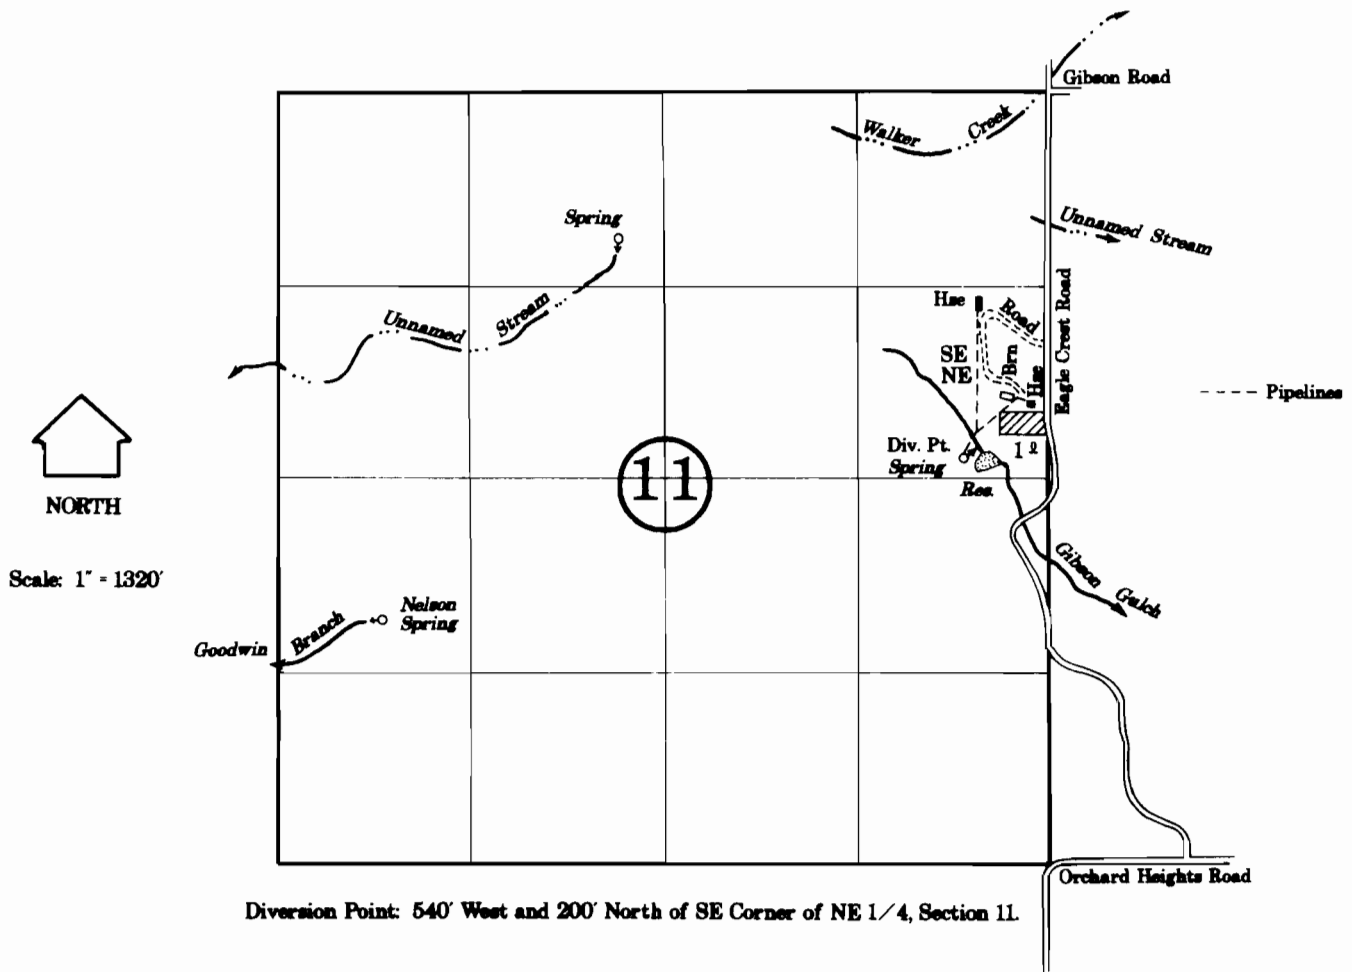 Gibson Road
Walker Creek
Spring
Unnamed Stream
Unnamed Stream
Hse
Road
Eagle Crest Road
SE
NE
Brn
Hse
Pipelines
Div. Pt.
Spring
1 a
Res.
11
NORTH
Scale: 1" = 1320'
Gibson Gulch
Nelson
Spring
Goodwin Branch
Orchard Heights Road
Diversion Point: 540' West and 200' North of SE Corner of NE 1/4, Section 11.